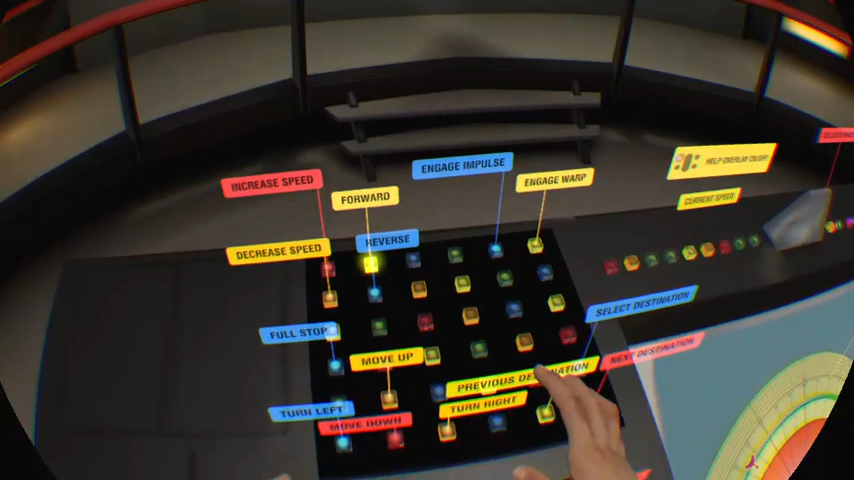 ENGAGE IMPULSE
HELP OVERLAY ON/OFF
INCREASE SPEED
ENGAGE WARP
FORWARD
CURRENT SPEED
REVERSE
DECREASE SPEED
SELECT DESTINATION
FULL STOP
NEXT DESTINATION
MOVE UP
PREVIOUS DESTINATION
TURN RIGHT
TURN LEFT
MOVE DOWN